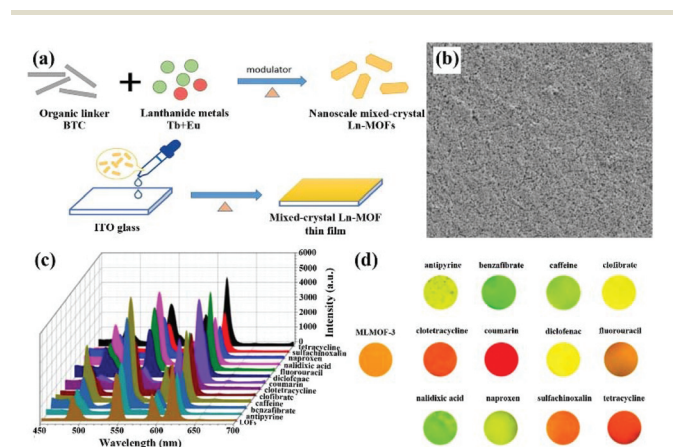 (a)
modulator
Organic linker
BTC
Lanthanide metals
Tb+Eu
Nanoscale mixed-crystal
Ln-MOFs
ITO glass
Mixed-crystal Ln-MOF
thin film
(b)
(c)
6000
5000
4000
3000
2000
1000
0
Intensity (a.u.)
tetracycline
sulfachinoxalin
naproxen
nalidixic acid
fluorouracil
diclofenac
coumarin
clotetracycline
clofibrate
caffeine
benzafibrate
antipyrine
LOFs
450 500 550 600 650 700
Wavelength (nm)
(d)
antipyrine benzafibrate caffeine clofibrate
MLMOF-3 clotetracycline coumarin diclofenac fluorouracil
nalidixic acid naproxen sulfachinoxalin tetracycline